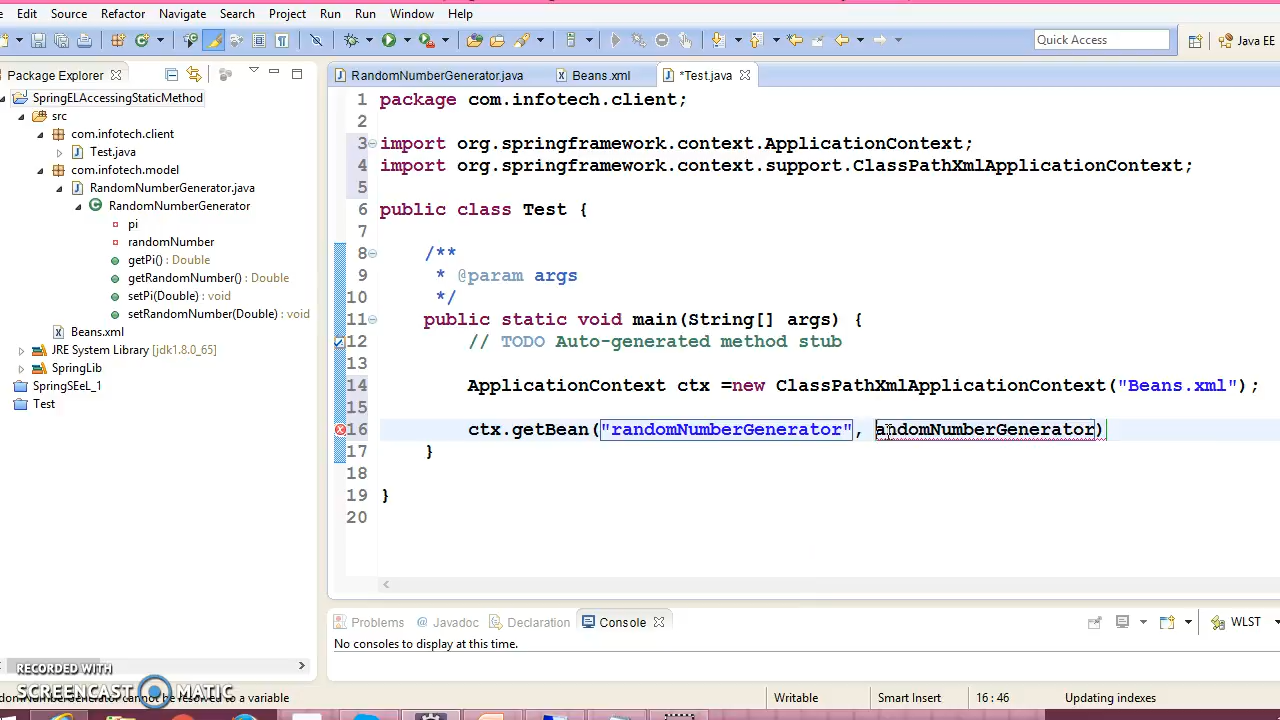 Edit Source Refactor Navigate Search Project Run Run Window Help
Quick Access
Java EE
Package Explorer
SpringELAccessingStaticMethod
src
com.infotech.client
Test.java
com.infotech.model
RandomNumberGenerator.java
RandomNumberGenerator
pi
randomNumber
getPi() : Double
getRandomNumber() : Double
setPi(Double) : void
setRandomNumber(Double) : void
Beans.xml
JRE System Library [jdk1.8.0_65]
SpringLib
SpringSEeL_1
Test
RandomNumberGenerator.java Beans.xml *Test.java
1 package com.infotech.client;
2
3 import org.springframework.context.ApplicationContext;
4 import org.springframework.context.support.ClassPathXmlApplicationContext;
5
6 public class Test {
7
8 /**
9 * @param args
10 */
11 public static void main(String[] args) {
12 // TODO Auto-generated method stub
13
14 ApplicationContext ctx =new ClassPathXmlApplicationContext("Beans.xml");
15
16 ctx.getBean("randomNumberGenerator", andomNumberGenerator)
17 }
18
19 }
20
Problems @ Javadoc Declaration Console
WLST
No consoles to display at this time.
RECORDED WITH
SCREENCAST MATIC
to a variable
Writable
Smart Insert
16 : 46
Updating indexes